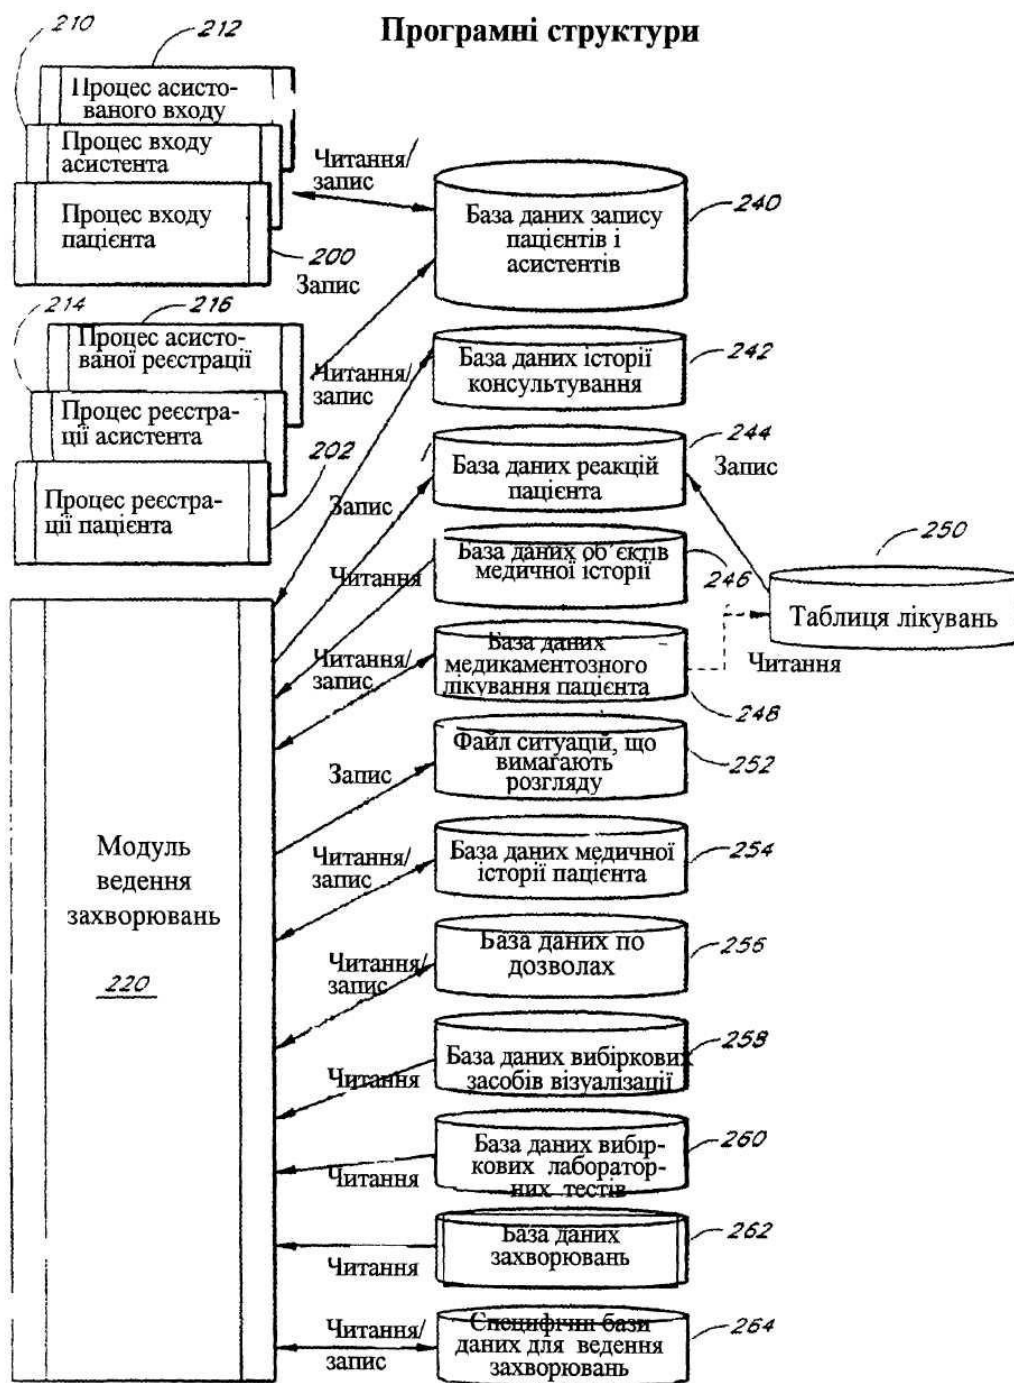 Програмні структури
210
212
Процес асисто-
ваного входу
Процес входу
асистента
Процес входу
пацієнта
200
Читання/
запис
База даних запису
пацієнтів і
асистентів
240
Запис
214
216
Процес асисто-
ваної реєстрації
Процес реєстра-
ції асистента
Процес реєстра-
ції пацієнта
202
Читання/
запис
База даних історії
консультування
242
Запис
База даних реакцій
пацієнта
244
Запис
Читання
База даних об'єктів
медичної історії
246
250
Таблиця лікувань
Читання
Читання/
запис
База даних
медикаментозного
лікування пацієнта
248
Запис
Файл ситуацій, що
вимагають
розгляду
252
Модуль
ведення
захворювань
220
Читання/
запис
База даних медичної
історії пацієнта
254
Читання/
запис
База даних по
дозволах
256
Читання
База даних вибіркових
засобів візуалізації
258
Читання
База даних вибір-
кових лаборатор-
них тестів
260
Читання
База даних
захворювань
262
Читання/
запис
Специфічні бази
даних для ведення
захворювань
264